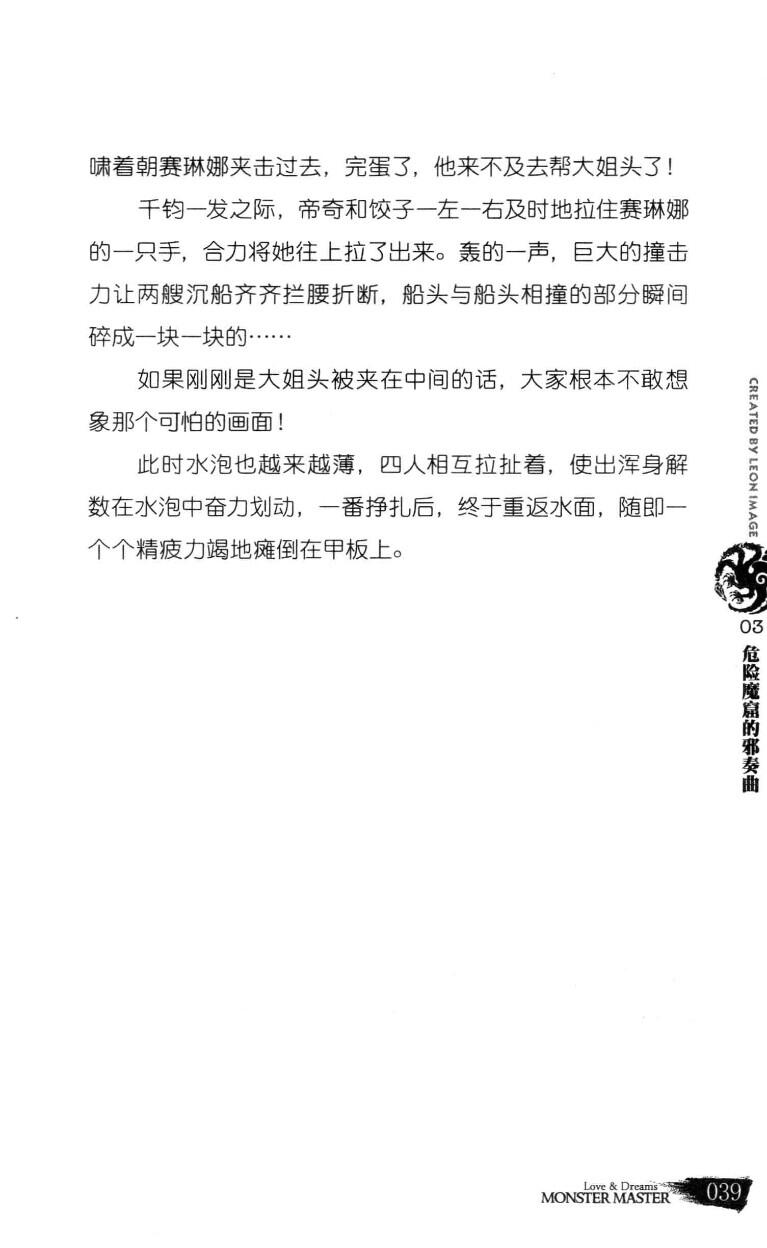 啸着朝赛琳娜夹击过去，完蛋了，他来不及去帮大姐头了！
千钧一发之际，帝奇和饺子一左一右及时地拉住赛琳娜
的一只手，合力将她往上拉了出来。轰的一声，巨大的撞击
力让两艘沉船齐齐拦腰折断，船头与船头相撞的部分瞬间
碎成一块一块的……
如果刚刚是大姐头被夹在中间的话，大家根本不敢想
象那个可怕的画面！
此时水泡也越来越薄，四人相互拉扯着，使出浑身解
数在水泡中奋力划动，一番挣扎后，终于重返水面，随即一
个个精疲力竭地瘫倒在甲板上。
CREATED BY LEON IMAGE
03
危险魔窟的邪奏曲
Love & Dreams
MONSTER MASTER
039